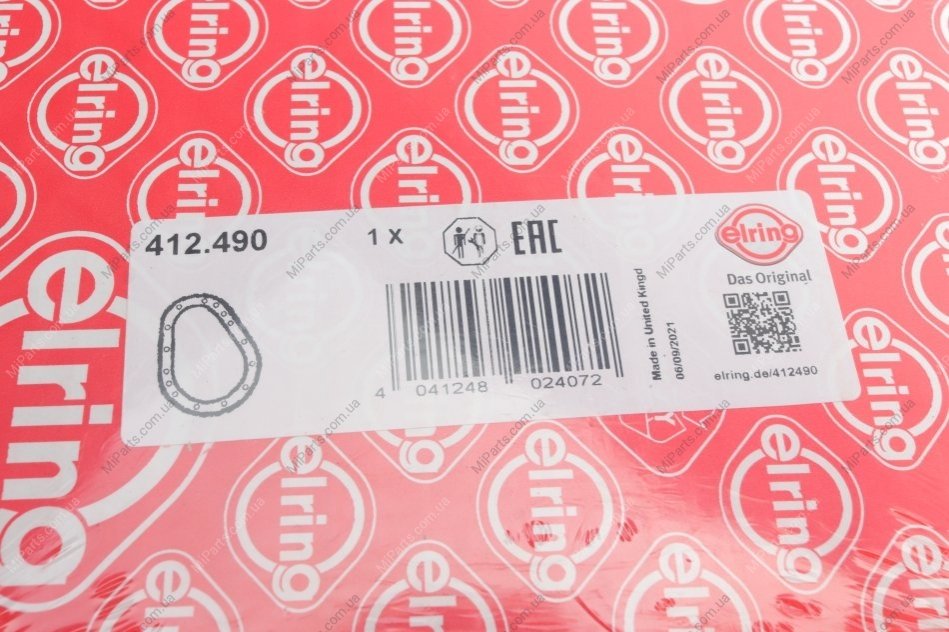 412.490
1 X
EAC
elring
Das Original
Made in United Kingd
06/09/2021
4 041248 024072
elring.de/412490
elring
MiParts.com.ua